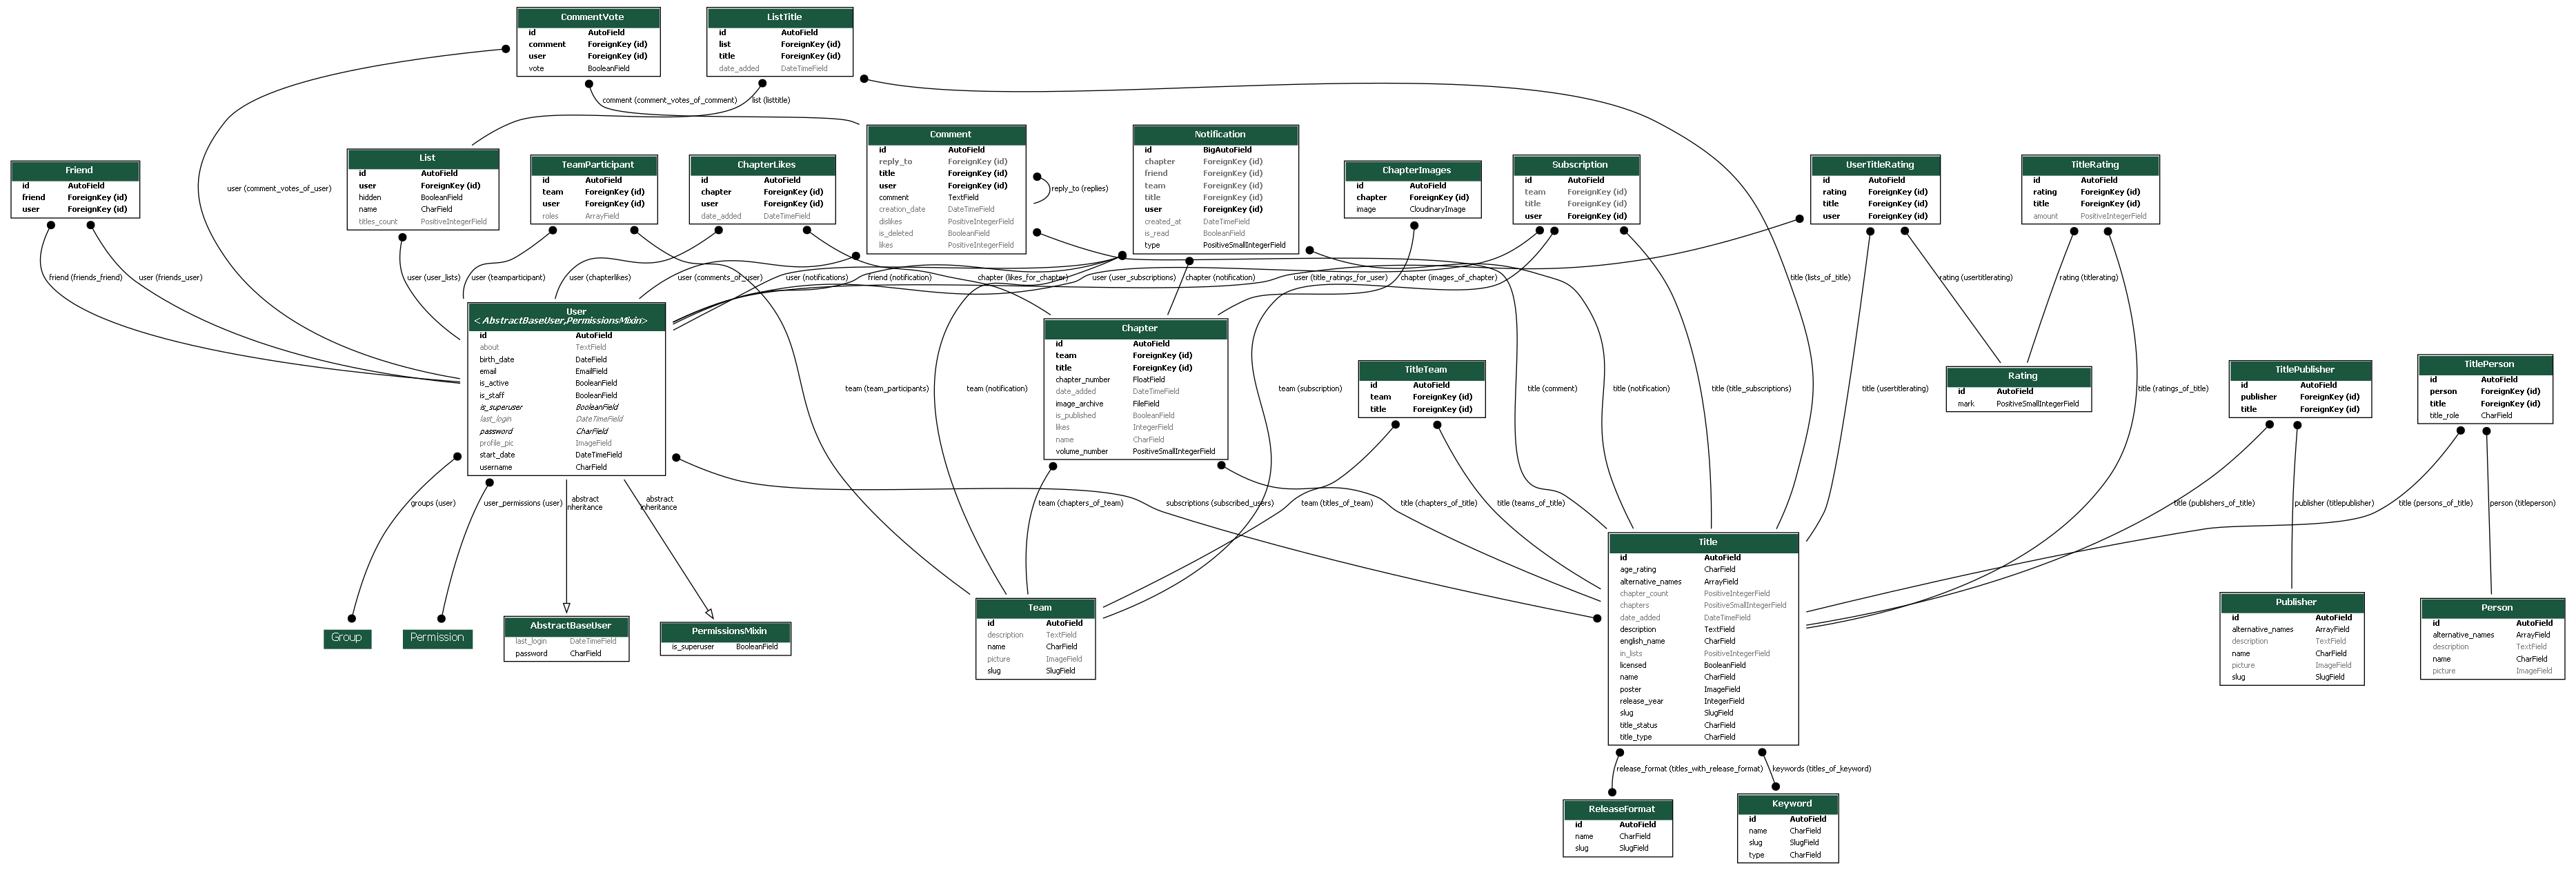 CommentVote
id AutoField
comment ForeignKey (id)
user ForeignKey (id)
vote BooleanField
ListTitle
id AutoField
list ForeignKey (id)
title ForeignKey (id)
date_added DateTimeField
comment (comment_votes_of_comment)
list (listtitle)
Friend
id AutoField
friend ForeignKey (id)
user ForeignKey (id)
user (comment_votes_of_user)
List
id AutoField
user ForeignKey (id)
hidden BooleanField
name CharField
titles_count PositiveIntegerField
TeamParticipant
id AutoField
team ForeignKey (id)
user ForeignKey (id)
roles ArrayField
ChapterLikes
id AutoField
chapter ForeignKey (id)
user ForeignKey (id)
date_added DateTimeField
Comment
id AutoField
reply_to ForeignKey (id)
title ForeignKey (id)
user ForeignKey (id)
comment TextField
creation_date DateTimeField
dislikes PositiveIntegerField
is_deleted BooleanField
likes PositiveIntegerField
reply_to (replies)
Notification
id BigAutoField
chapter ForeignKey (id)
friend ForeignKey (id)
team ForeignKey (id)
title ForeignKey (id)
user ForeignKey (id)
created_at DateTimeField
is_read BooleanField
type PositiveSmallIntegerField
ChapterImages
id AutoField
chapter ForeignKey (id)
image CloudinaryImage
Subscription
id AutoField
team ForeignKey (id)
title ForeignKey (id)
user ForeignKey (id)
UserTitleRating
id AutoField
rating ForeignKey (id)
title ForeignKey (id)
user ForeignKey (id)
TitleRating
id AutoField
rating ForeignKey (id)
title ForeignKey (id)
amount PositiveIntegerField
friend (friends_friend)
user (friends_user)
user (user_lists)
user (teamparticipant)
user (chapterlikes)
user (comments_of_user)
user (notifications)
friend (notification)
chapter (likes_for_chapter)
user (user_subscriptions)
chapter (notification)
user (title_ratings_for_user)
chapter (images_of_chapter)
title (lists_of_title)
rating (usertitlerating)
rating (titlerating)
User
< AbstractBaseUser,PermissionsMixin>
id AutoField
about TextField
birth_date DateField
email EmailField
is_active BooleanField
is_staff BooleanField
is_superuser BooleanField
last_login DateTimeField
password CharField
profile_pic ImageField
start_date DateTimeField
username CharField
team (team_participants)
team (notification)
Chapter
id AutoField
team ForeignKey (id)
title ForeignKey (id)
chapter_number FloatField
date_added DateTimeField
image_archive FileField
is_published BooleanField
likes IntegerField
name CharField
volume_number PositiveSmallIntegerField
team (subscription)
TitleTeam
id AutoField
team ForeignKey (id)
title ForeignKey (id)
title (comment)
title (notification)
title (title_subscriptions)
title (usertitlerating)
Rating
id AutoField
mark PositiveSmallIntegerField
title (ratings_of_title)
TitlePublisher
id AutoField
publisher ForeignKey (id)
title ForeignKey (id)
TitlePerson
id AutoField
person ForeignKey (id)
title ForeignKey (id)
title_role CharField
groups (user)
user_permissions (user)
abstract
inheritance
abstract
inheritance
team (chapters_of_team)
subscriptions (subscribed_users)
team (titles_of_team)
title (chapters_of_title)
title (teams_of_title)
title (publishers_of_title)
publisher (titlepublisher)
title (persons_of_title)
person (titleperson)
Group
Permission
AbstractBaseUser
last_login DateTimeField
password CharField
PermissionsMixin
is_superuser BooleanField
Team
id AutoField
description TextField
name CharField
picture ImageField
slug SlugField
Title
id AutoField
age_rating CharField
alternative_names ArrayField
chapter_count PositiveIntegerField
chapters PositiveSmallIntegerField
date_added DateTimeField
description TextField
english_name CharField
in_lists PositiveIntegerField
licensed BooleanField
name CharField
poster ImageField
release_year IntegerField
slug SlugField
title_status CharField
title_type CharField
Publisher
id AutoField
alternative_names ArrayField
description TextField
name CharField
picture ImageField
slug SlugField
Person
id AutoField
alternative_names ArrayField
description TextField
name CharField
picture ImageField
release_format (titles_with_release_format)
keywords (titles_of_keyword)
ReleaseFormat
id AutoField
name CharField
slug SlugField
Keyword
id AutoField
name CharField
slug SlugField
type CharField